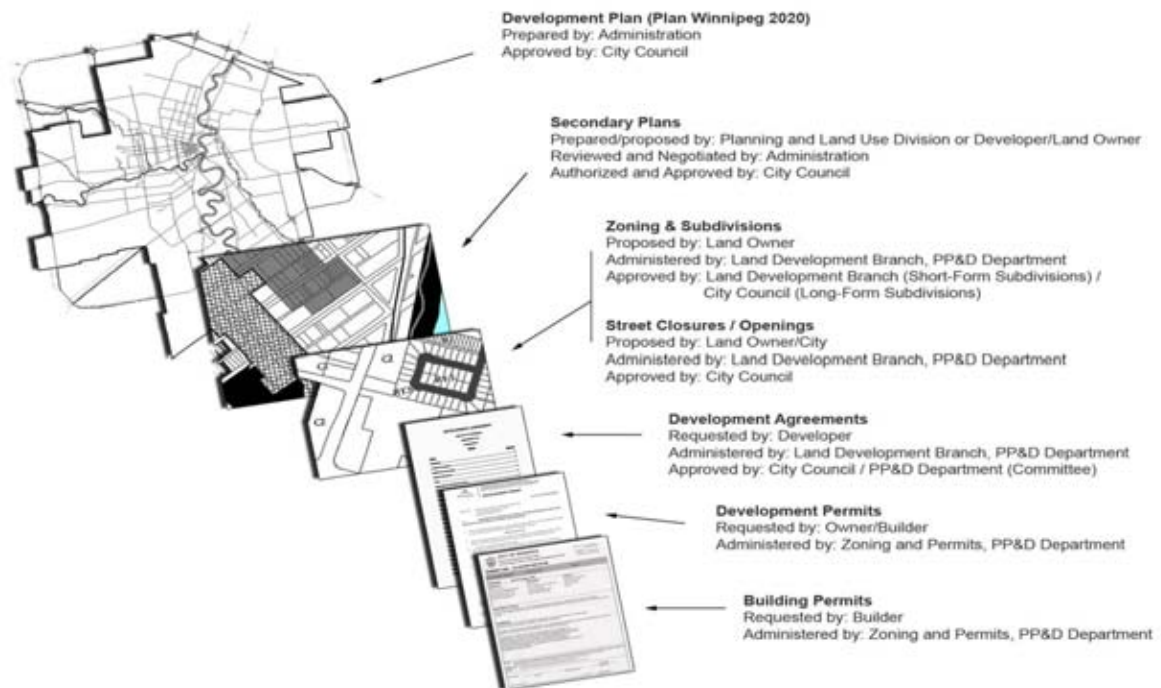 Development Plan (Plan Winnipeg 2020)
Prepared by: Administration
Approved by: City Council
Secondary Plans
Prepared/proposed by: Planning and Land Use Division or Developer/Land Owner
Reviewed and Negotiated by: Administration
Authorized and Approved by: City Council
Zoning & Subdivisions
Proposed by: Land Owner
Administered by: Land Development Branch, PP&D Department
Approved by: Land Development Branch (Short-Form Subdivisions) /
City Council (Long-Form Subdivisions)
Street Closures / Openings
Proposed by: Land Owner/City
Administered by: Land Development Branch, PP&D Department
Approved by: City Council
Development Agreements
Requested by: Developer
Administered by: Land Development Branch, PP&D Department
Approved by: City Council / PP&D Department (Committee)
Development Permits
Requested by: Owner/Builder
Administered by: Zoning and Permits, PP&D Department
Building Permits
Requested by: Builder
Administered by: Zoning and Permits, PP&D Department